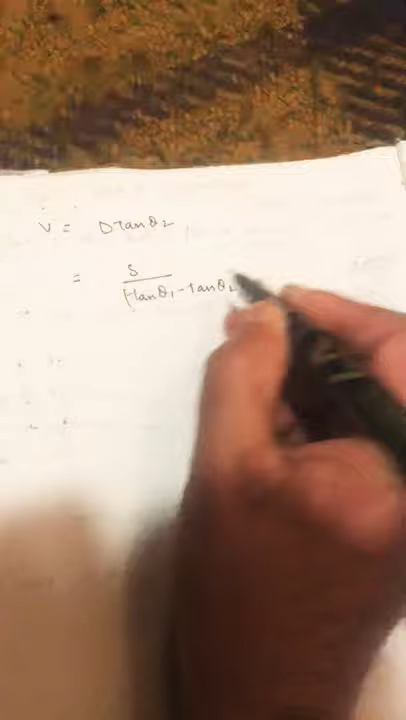 V = D tan θ₂
= S / (tan θ₁ - tan θ₂